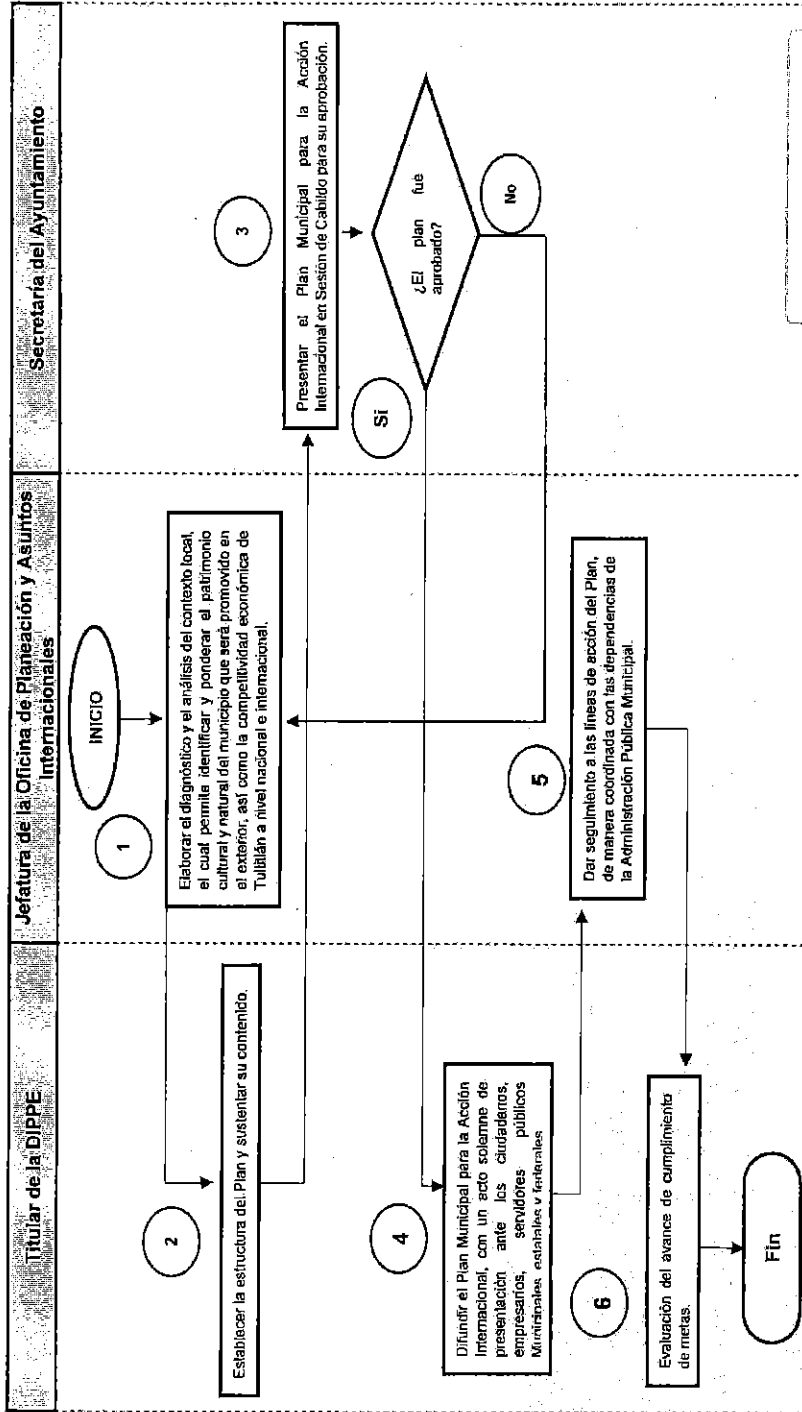 Titular de la DIPPE
Jefatura de la Oficina de Planeación y Asuntos
Internacionales
Secretaría del Ayuntamiento
INICIO
1
Elaborar el diagnóstico y el análisis del contexto local,
el cual permita identificar y ponderar el patrimonio
cultural y natural del municipio que será promovido en
el exterior, así como la competitividad económica de
Tultitlán a nivel nacional e internacional.
2
Establecer la estructura del Plan y sustentar su contenido.
3
Presentar el Plan Municipal para la Acción
Internacional en Sesión de Cabildo para su aprobación.
¿El plan fue
aprobado?
Si
No
4
Difundir el Plan Municipal para la Acción
Internacional, con un acto solemne de
presentación ante los ciudadanos,
empresarios, servidores públicos
Municipales, estatales y federales
5
Dar seguimiento a las líneas de acción del Plan,
de manera coordinada con las dependencias de
la Administración Pública Municipal.
6
Evaluación del avance de cumplimiento
de metas.
Fin